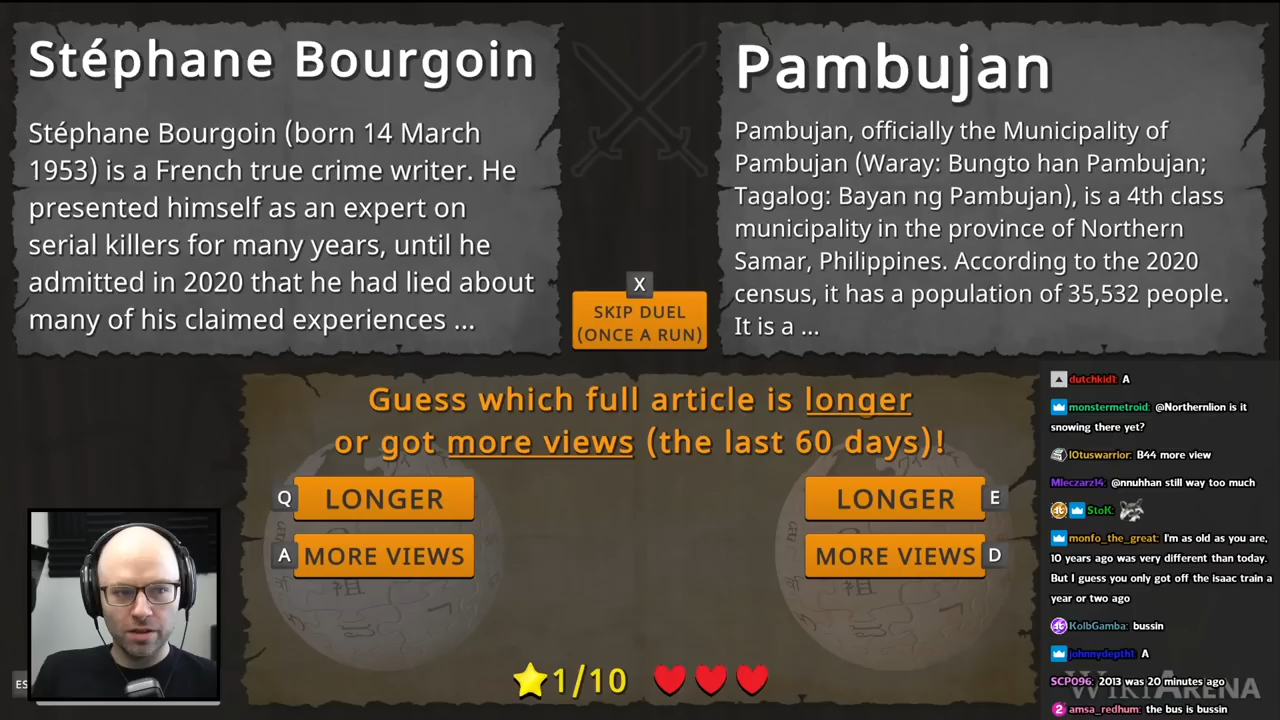 Stéphane Bourgoin
Stéphane Bourgoin (born 14 March
1953) is a French true crime writer. He
presented himself as an expert on
serial killers for many years, until he
admitted in 2020 that he had lied about
many of his claimed experiences ...
X
SKIP DUEL
(ONCE A RUN)
Pambujan
Pambujan, officially the Municipality of
Pambujan (Waray: Bungto han Pambujan;
Tagalog: Bayan ng Pambujan), is a 4th class
municipality in the province of Northern
Samar, Philippines. According to the 2020
census, it has a population of 35,532 people.
It is a ...
Guess which full article is longer
or got more views (the last 60 days)!
Q LONGER
A MORE VIEWS
LONGER E
MORE VIEWS D
1/10
ES
dutchkid1: A
monstermetroid: @Northernlion is it
snowing there yet?
l0tuswarrior: B44 more view
Mleczarz14: @nnuhhan still way too much
StoK:
monfo_the_great: I'm as old as you are,
10 years ago was very different than today.
But I guess you only got off the isaac train a
year or two ago
KolbGamba: bussin
johnnydepth1: A
SCP096: 2013 was 20 minutes ago
amsa_redhum: the bus is bussin
WIKIARENA